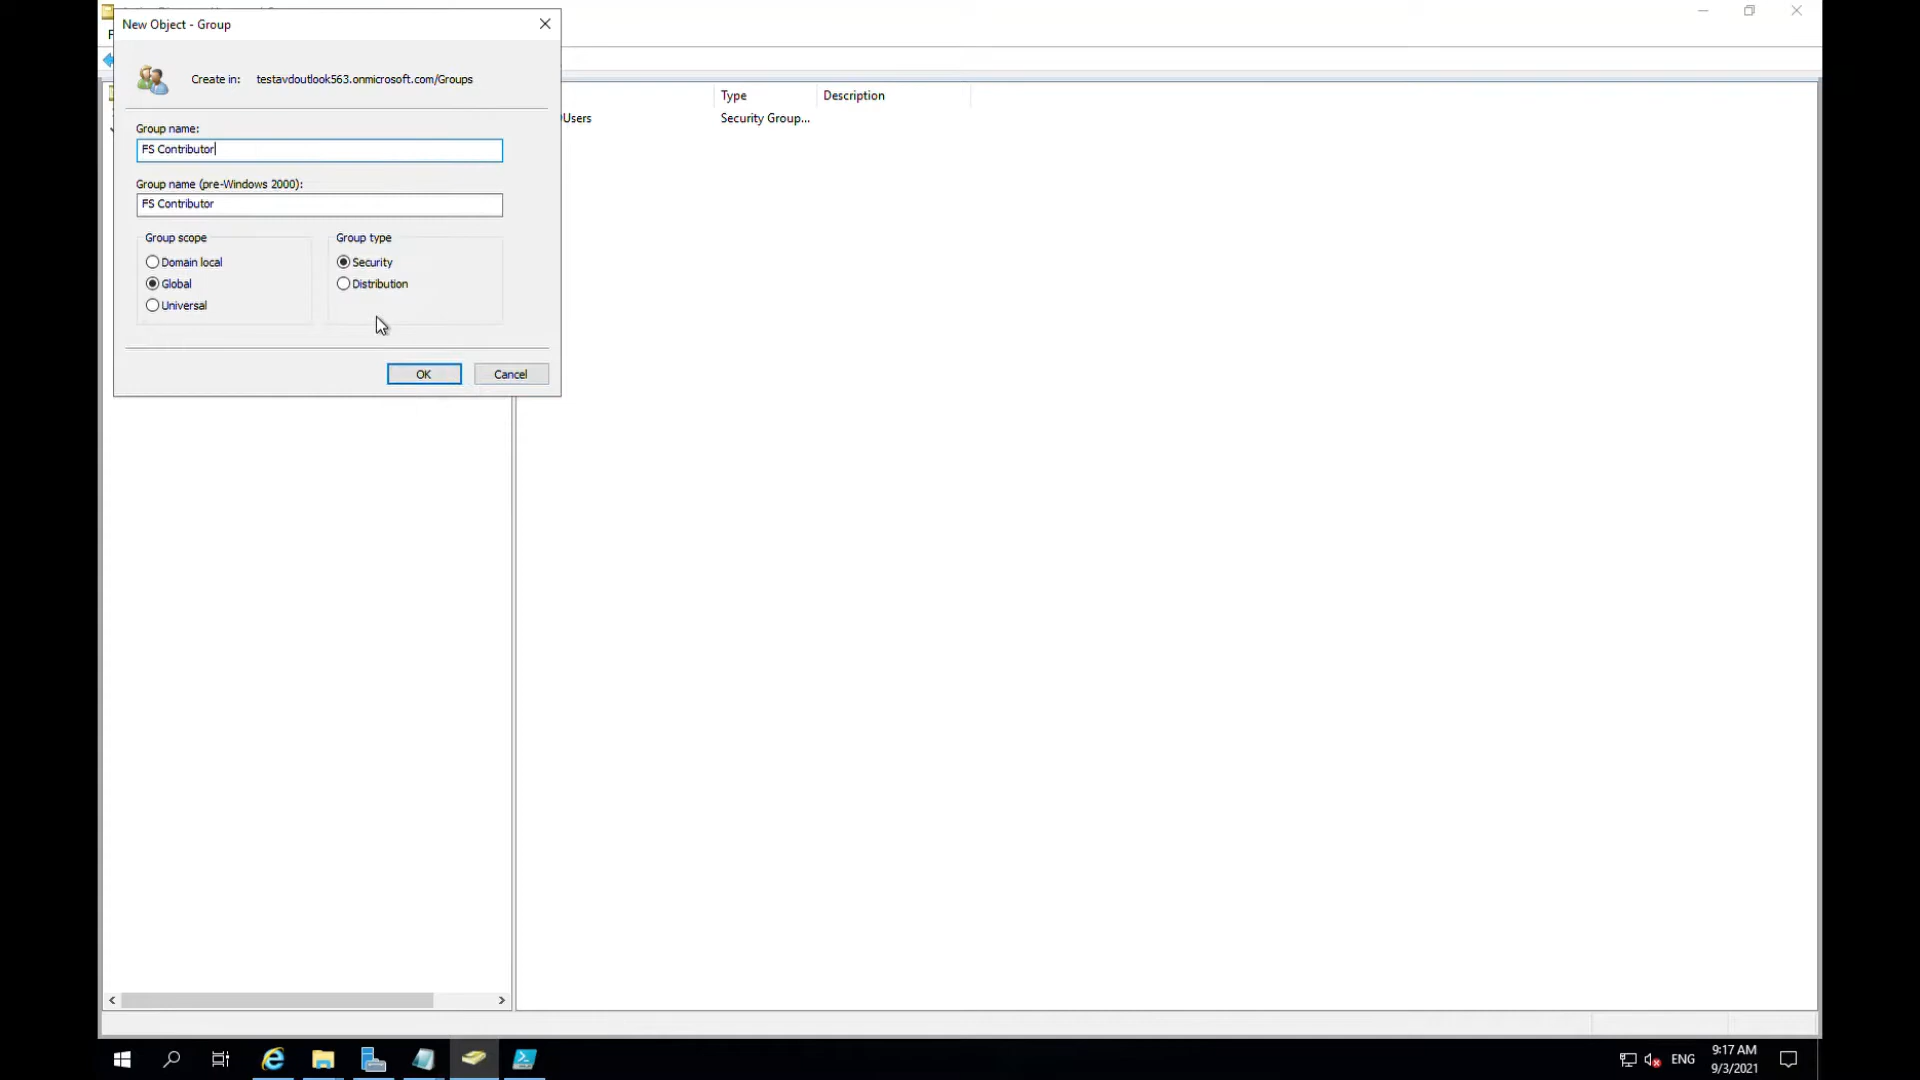 New Object - Group
Create in: testavdoutlook563.onmicrosoft.com/Groups
Type
Description
Group name:
Users
Security Group...
FS Contributor
Group name (pre-Windows 2000):
FS Contributor
Group scope
Group type
Domain local
Security
Global
Distribution
Universal
OK
Cancel
ENG
9:17 AM
9/3/2021